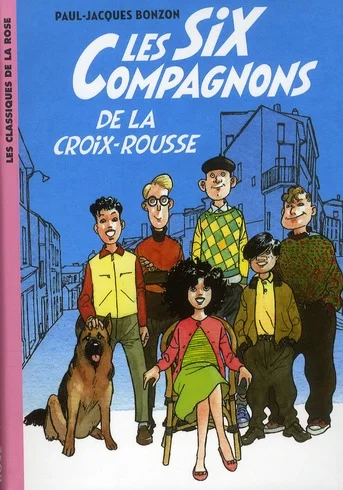 PAUL-JACQUES BONZON
LES SiX
COMPAGNONS
DE LA
CROiX-ROUSSE
LES CLASSIQUES DE LA ROSE